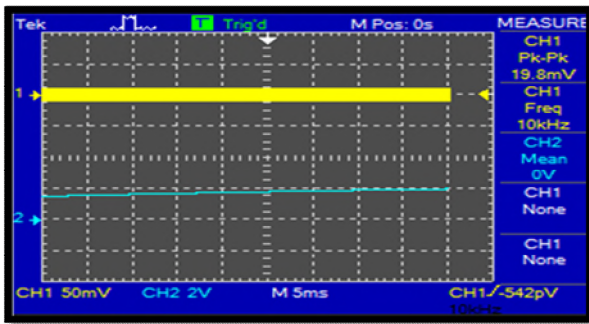 Tek T Trig'd M Pos: 0s MEASURE
CH1
Pk-Pk
19.8mV
1 CH1
Freq
10kHz
CH2
Mean
0V
CH1
None
2
CH1
None
CH1 50mV CH2 2V M 5ms CH1 -542pV
10kHz